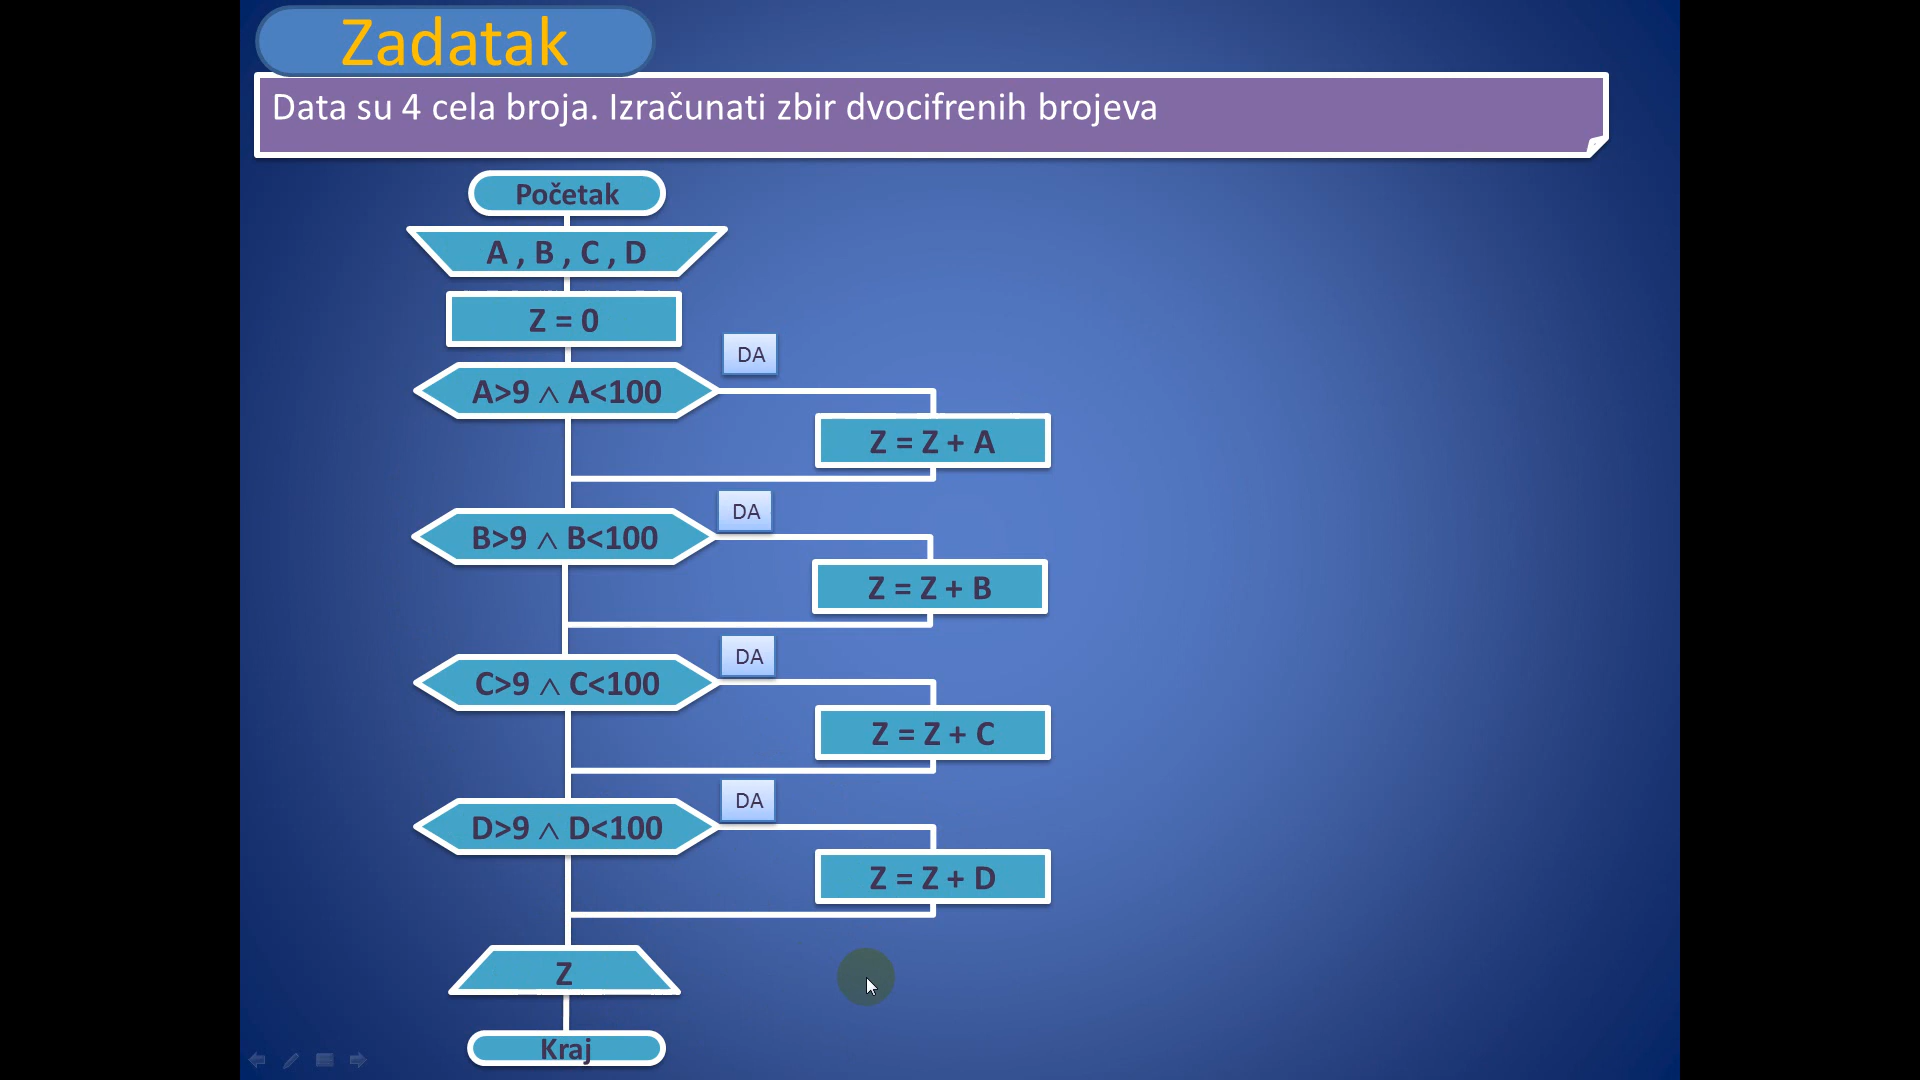 Zadatak
Data su 4 cela broja. Izračunati zbir dvocifrenih brojeva
Početak
A , B , C , D
Z = 0
DA
A>9 ∧ A<100
Z = Z + A
DA
B>9 ∧ B<100
Z = Z + B
DA
C>9 ∧ C<100
Z = Z + C
DA
D>9 ∧ D<100
Z = Z + D
Z
Kraj